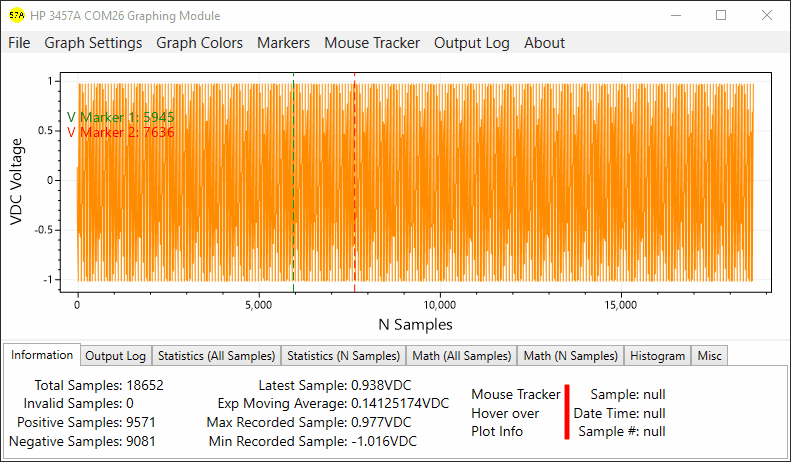 57A HP 3457A COM26 Graphing Module
File Graph Settings Graph Colors Markers Mouse Tracker Output Log About
1
V Marker 1: 5945
0.5
V Marker 2: 7636
VDC Voltage
0
-0.5
-1
0 5,000 10,000 15,000
N Samples
Information Output Log Statistics (All Samples) Statistics (N Samples) Math (All Samples) Math (N Samples) Histogram Misc
Total Samples: 18652 Latest Sample: 0.938VDC
Mouse Tracker Sample: null
Invalid Samples: 0 Exp Moving Average: 0.14125174VDC
Hover over Date Time: null
Positive Samples: 9571 Max Recorded Sample: 0.977VDC
Plot Info Sample #: null
Negative Samples: 9081 Min Recorded Sample: -1.016VDC